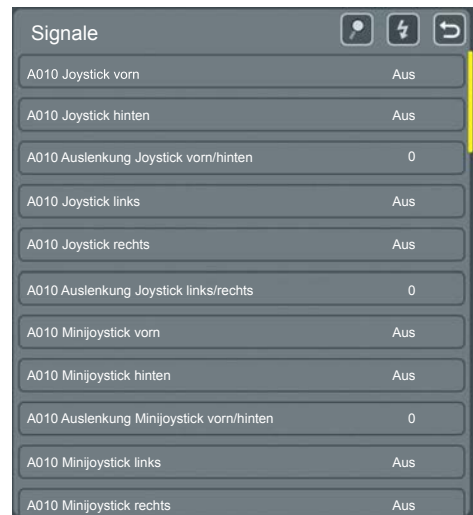 Signale
A010 Joystick vorn Aus
A010 Joystick hinten Aus
A010 Auslenkung Joystick vorn/hinten 0
A010 Joystick links Aus
A010 Joystick rechts Aus
A010 Auslenkung Joystick links/rechts 0
A010 Minijoystick vorn Aus
A010 Minijoystick hinten Aus
A010 Auslenkung Minijoystick vorn/hinten 0
A010 Minijoystick links Aus
A010 Minijoystick rechts Aus